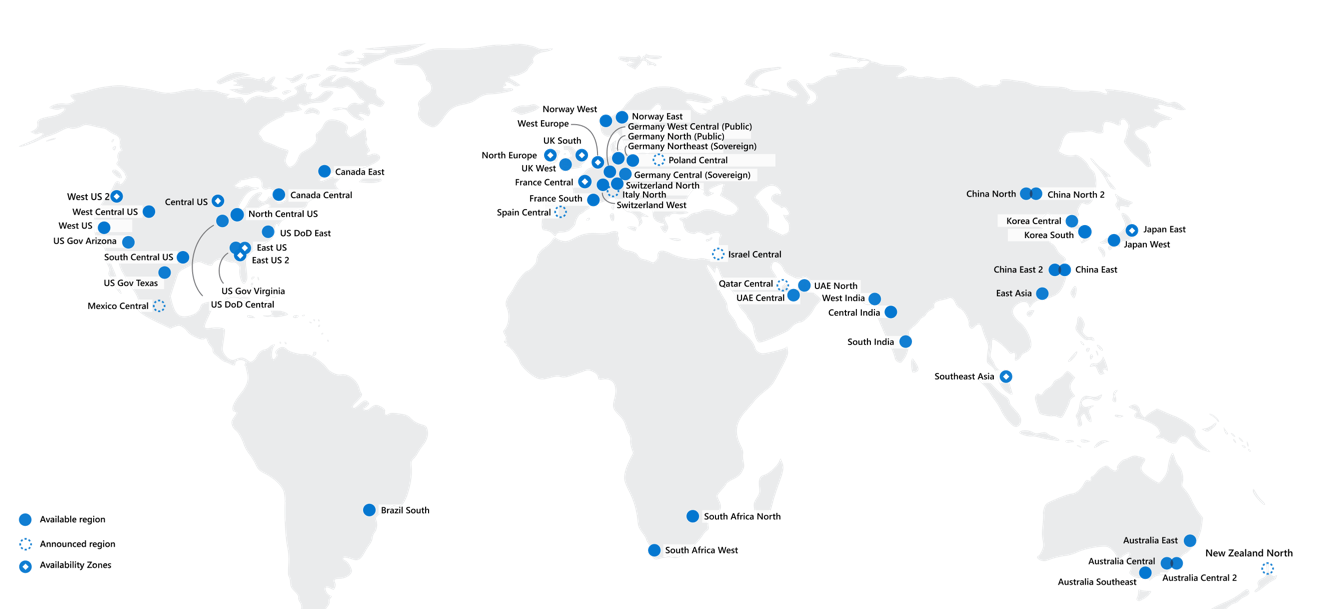 Norway West
Norway East
West Europe
Germany West Central (Public)
Germany North (Public)
UK South
Germany Northeast (Sovereign)
North Europe
Poland Central
UK West
Germany Central (Sovereign)
France Central
Switzerland North
Italy North
France South
Switzerland West
Spain Central
Canada East
West US 2
Canada Central
Central US
West Central US
North Central US
West US
US DoD East
US Gov Arizona
East US
South Central US
East US 2
US Gov Texas
US Gov Virginia
Mexico Central
US DoD Central
China North
China North 2
Korea Central
Korea South
Japan East
Japan West
Israel Central
China East 2
China East
Qatar Central
UAE North
UAE Central
West India
East Asia
Central India
South India
Southeast Asia
Brazil South
South Africa North
South Africa West
Australia East
New Zealand North
Australia Central
Australia Central 2
Australia Southeast
Available region
Announced region
Availability Zones